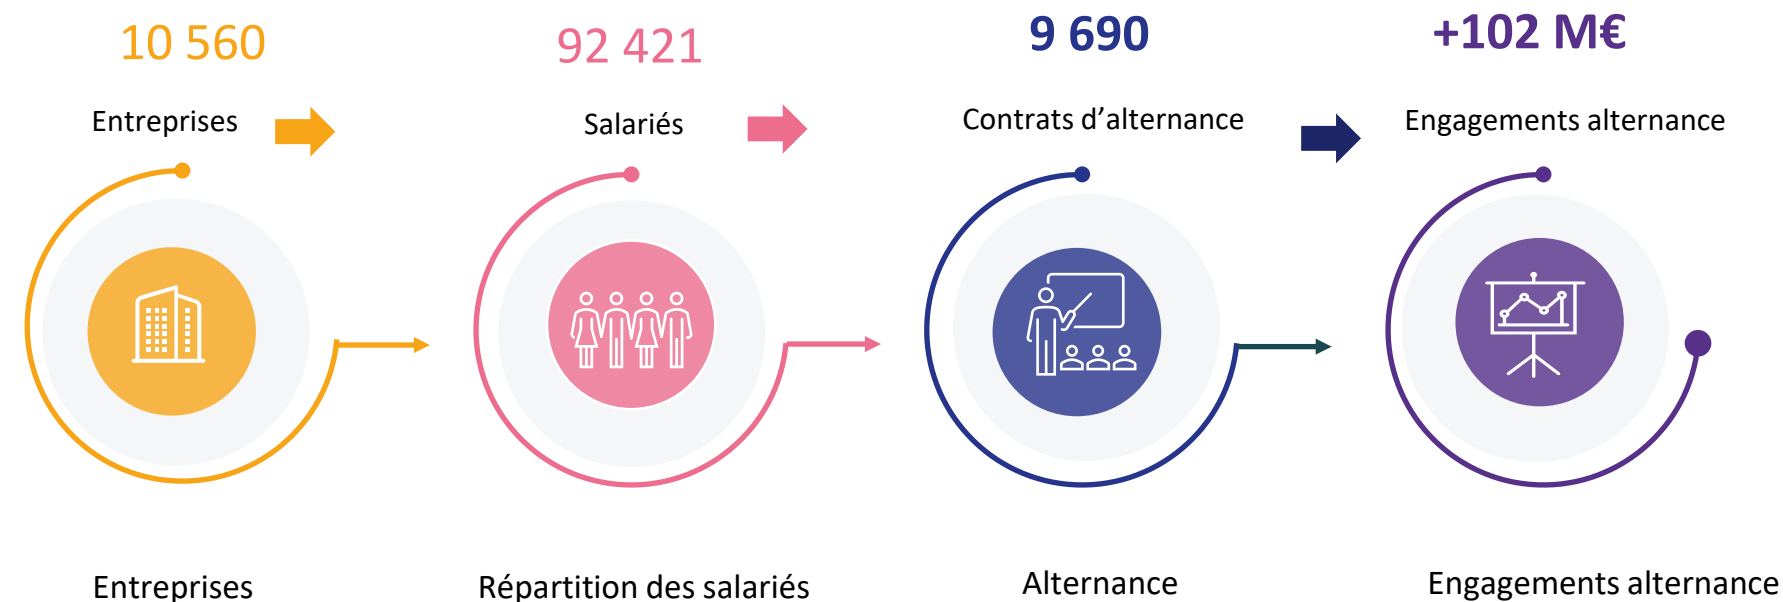 10 560
Entreprises
92 421
Salariés
9 690
Contrats d’alternance
+102 M€
Engagements alternance
Entreprises
Répartition des salariés
Alternance
Engagements alternance